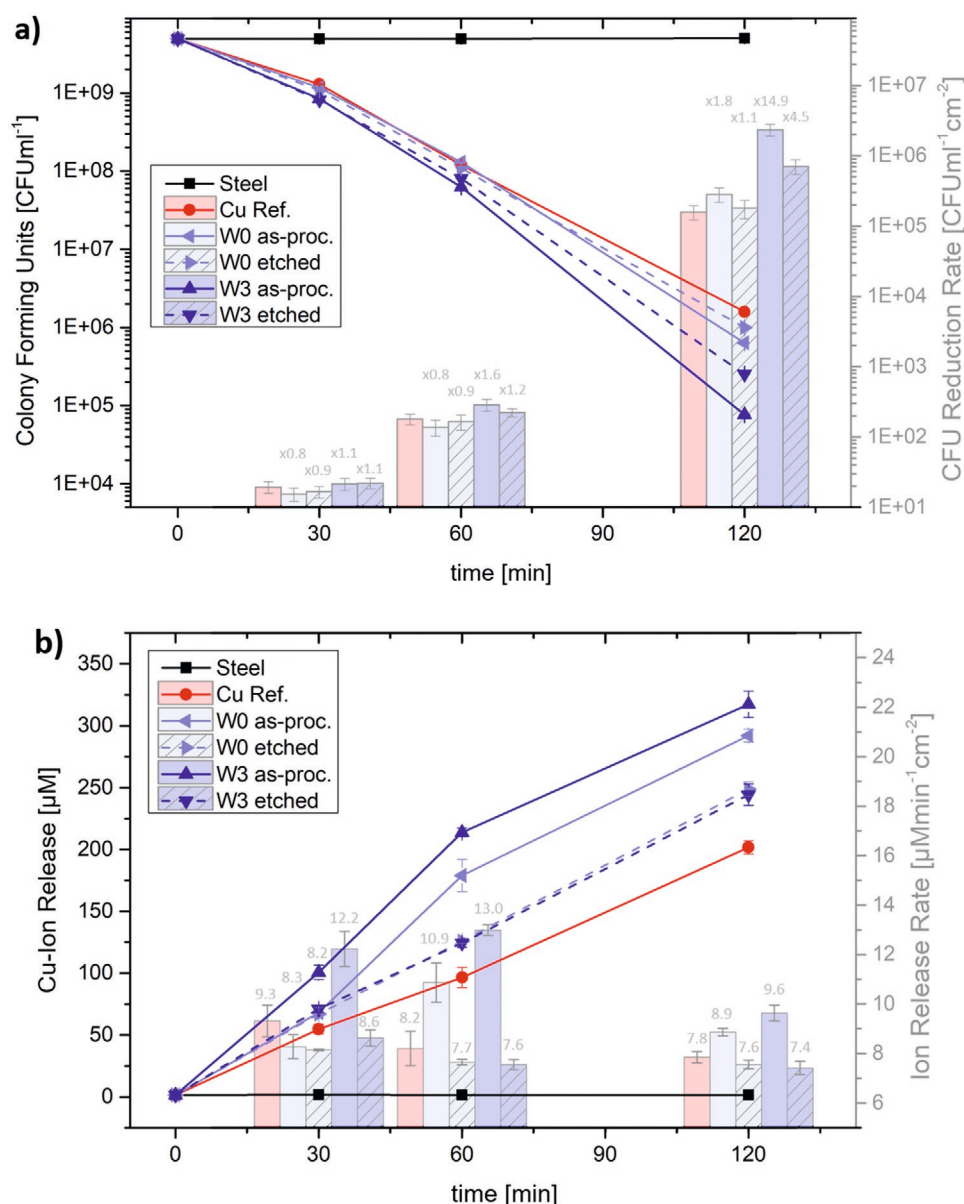 a)
Colony Forming Units [CFUml⁻¹]
1E+09
1E+08
1E+07
1E+06
1E+05
1E+04
Steel
Cu Ref.
W0 as-proc.
W0 etched
W3 as-proc.
W3 etched
x0.8
x0.9
x1.1
x1.1
x0.8
x0.9
x1.6
x1.2
x1.8
x1.1
x14.9
x4.5
1E+07
1E+06
1E+05
1E+04
1E+03
1E+02
1E+01
CFU Reduction Rate [CFUml⁻¹cm⁻²]
0 30 60 90 120
time [min]
b)
Cu-Ion Release [µM]
350
300
250
200
150
100
50
0
Steel
Cu Ref.
W0 as-proc.
W0 etched
W3 as-proc.
W3 etched
9.3
8.3
8.2
12.2
8.6
8.2
10.9
7.7
13.0
7.6
7.8
8.9
7.6
9.6
7.4
24
22
20
18
16
14
12
10
8
6
Ion Release Rate [µMmin⁻¹cm⁻²]
0 30 60 90 120
time [min]